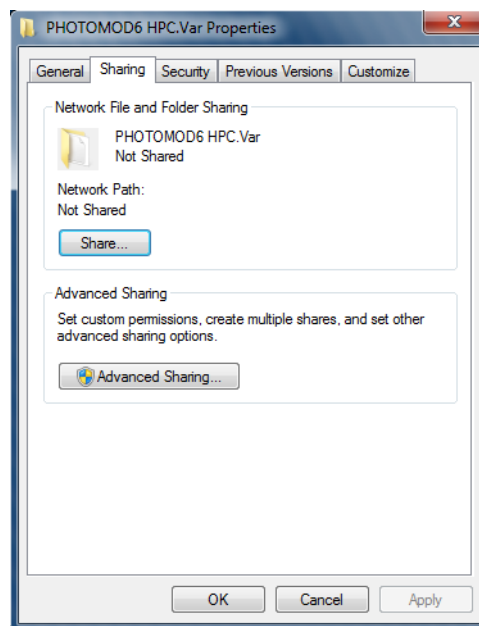 PHOTOMOD6 HPC.Var Properties
General Sharing Security Previous Versions Customize
Network File and Folder Sharing
PHOTOMOD6 HPC.Var
Not Shared
Network Path:
Not Shared
Share...
Advanced Sharing
Set custom permissions, create multiple shares, and set other
advanced sharing options.
Advanced Sharing...
OK Cancel Apply